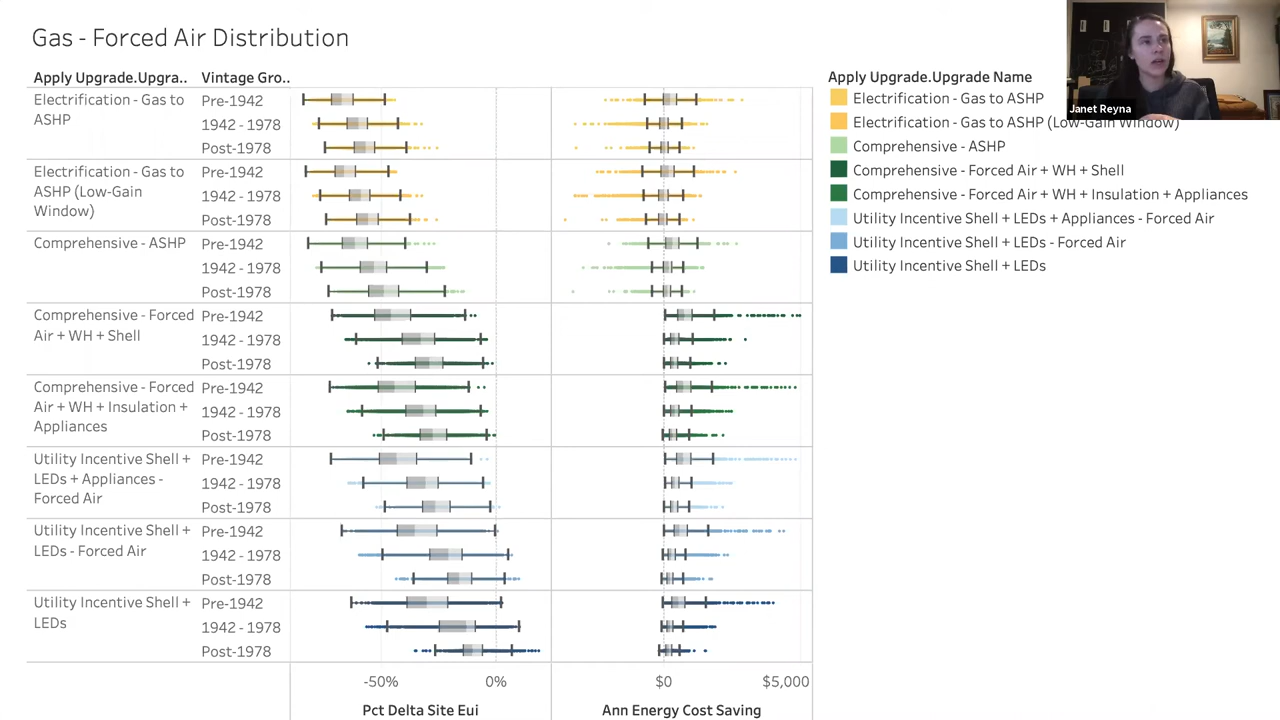 Gas - Forced Air Distribution
Apply Upgrade.Upgra.. Vintage Gro..
Electrification - Gas to ASHP
Pre-1942
1942 - 1978
Post-1978
Electrification - Gas to ASHP (Low-Gain Window)
Pre-1942
1942 - 1978
Post-1978
Comprehensive - ASHP
Pre-1942
1942 - 1978
Post-1978
Comprehensive - Forced Air + WH + Shell
Pre-1942
1942 - 1978
Post-1978
Comprehensive - Forced Air + WH + Insulation + Appliances
Pre-1942
1942 - 1978
Post-1978
Utility Incentive Shell + LEDs + Appliances - Forced Air
Pre-1942
1942 - 1978
Post-1978
Utility Incentive Shell + LEDs - Forced Air
Pre-1942
1942 - 1978
Post-1978
Utility Incentive Shell + LEDs
Pre-1942
1942 - 1978
Post-1978
-50% 0% $0 $5,000
Pct Delta Site Eui Ann Energy Cost Saving
Apply Upgrade.Upgrade Name
Electrification - Gas to ASHP
Electrification - Gas to ASHP (Low-Gain Window)
Comprehensive - ASHP
Comprehensive - Forced Air + WH + Shell
Comprehensive - Forced Air + WH + Insulation + Appliances
Utility Incentive Shell + LEDs + Appliances - Forced Air
Utility Incentive Shell + LEDs - Forced Air
Utility Incentive Shell + LEDs
Janet Reyna